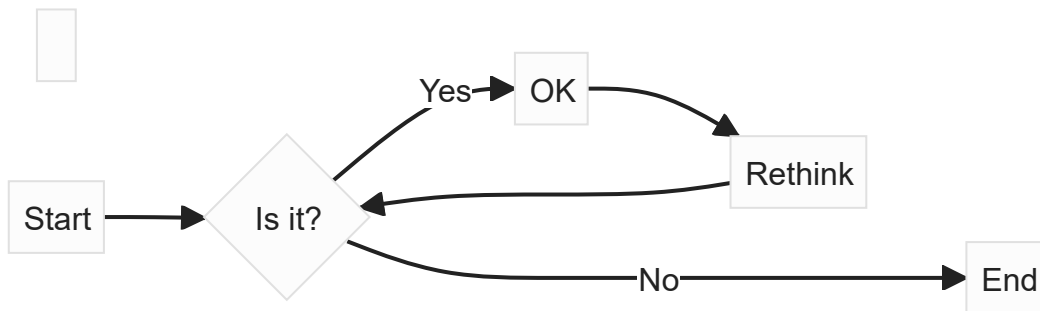 Yes
OK
Rethink
Start
Is it?
No
End